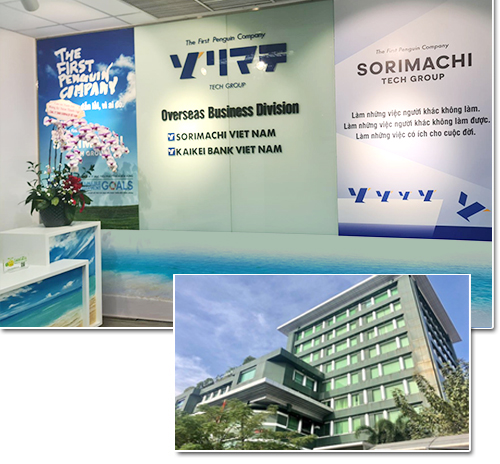 THE
FIRST
PENGUIN
COMPANY
GOALS
The First Penguin Company
ソリマチ
TECH GROUP
Overseas Business Division
SORIMACHI VIET NAM
KAIKEI BANK VIET NAM
The First Penguin Company
SORIMACHI
TECH GROUP
Làm những việc người khác không làm.
Làm những việc người khác không làm được.
Làm những việc có ích cho cuộc đời.